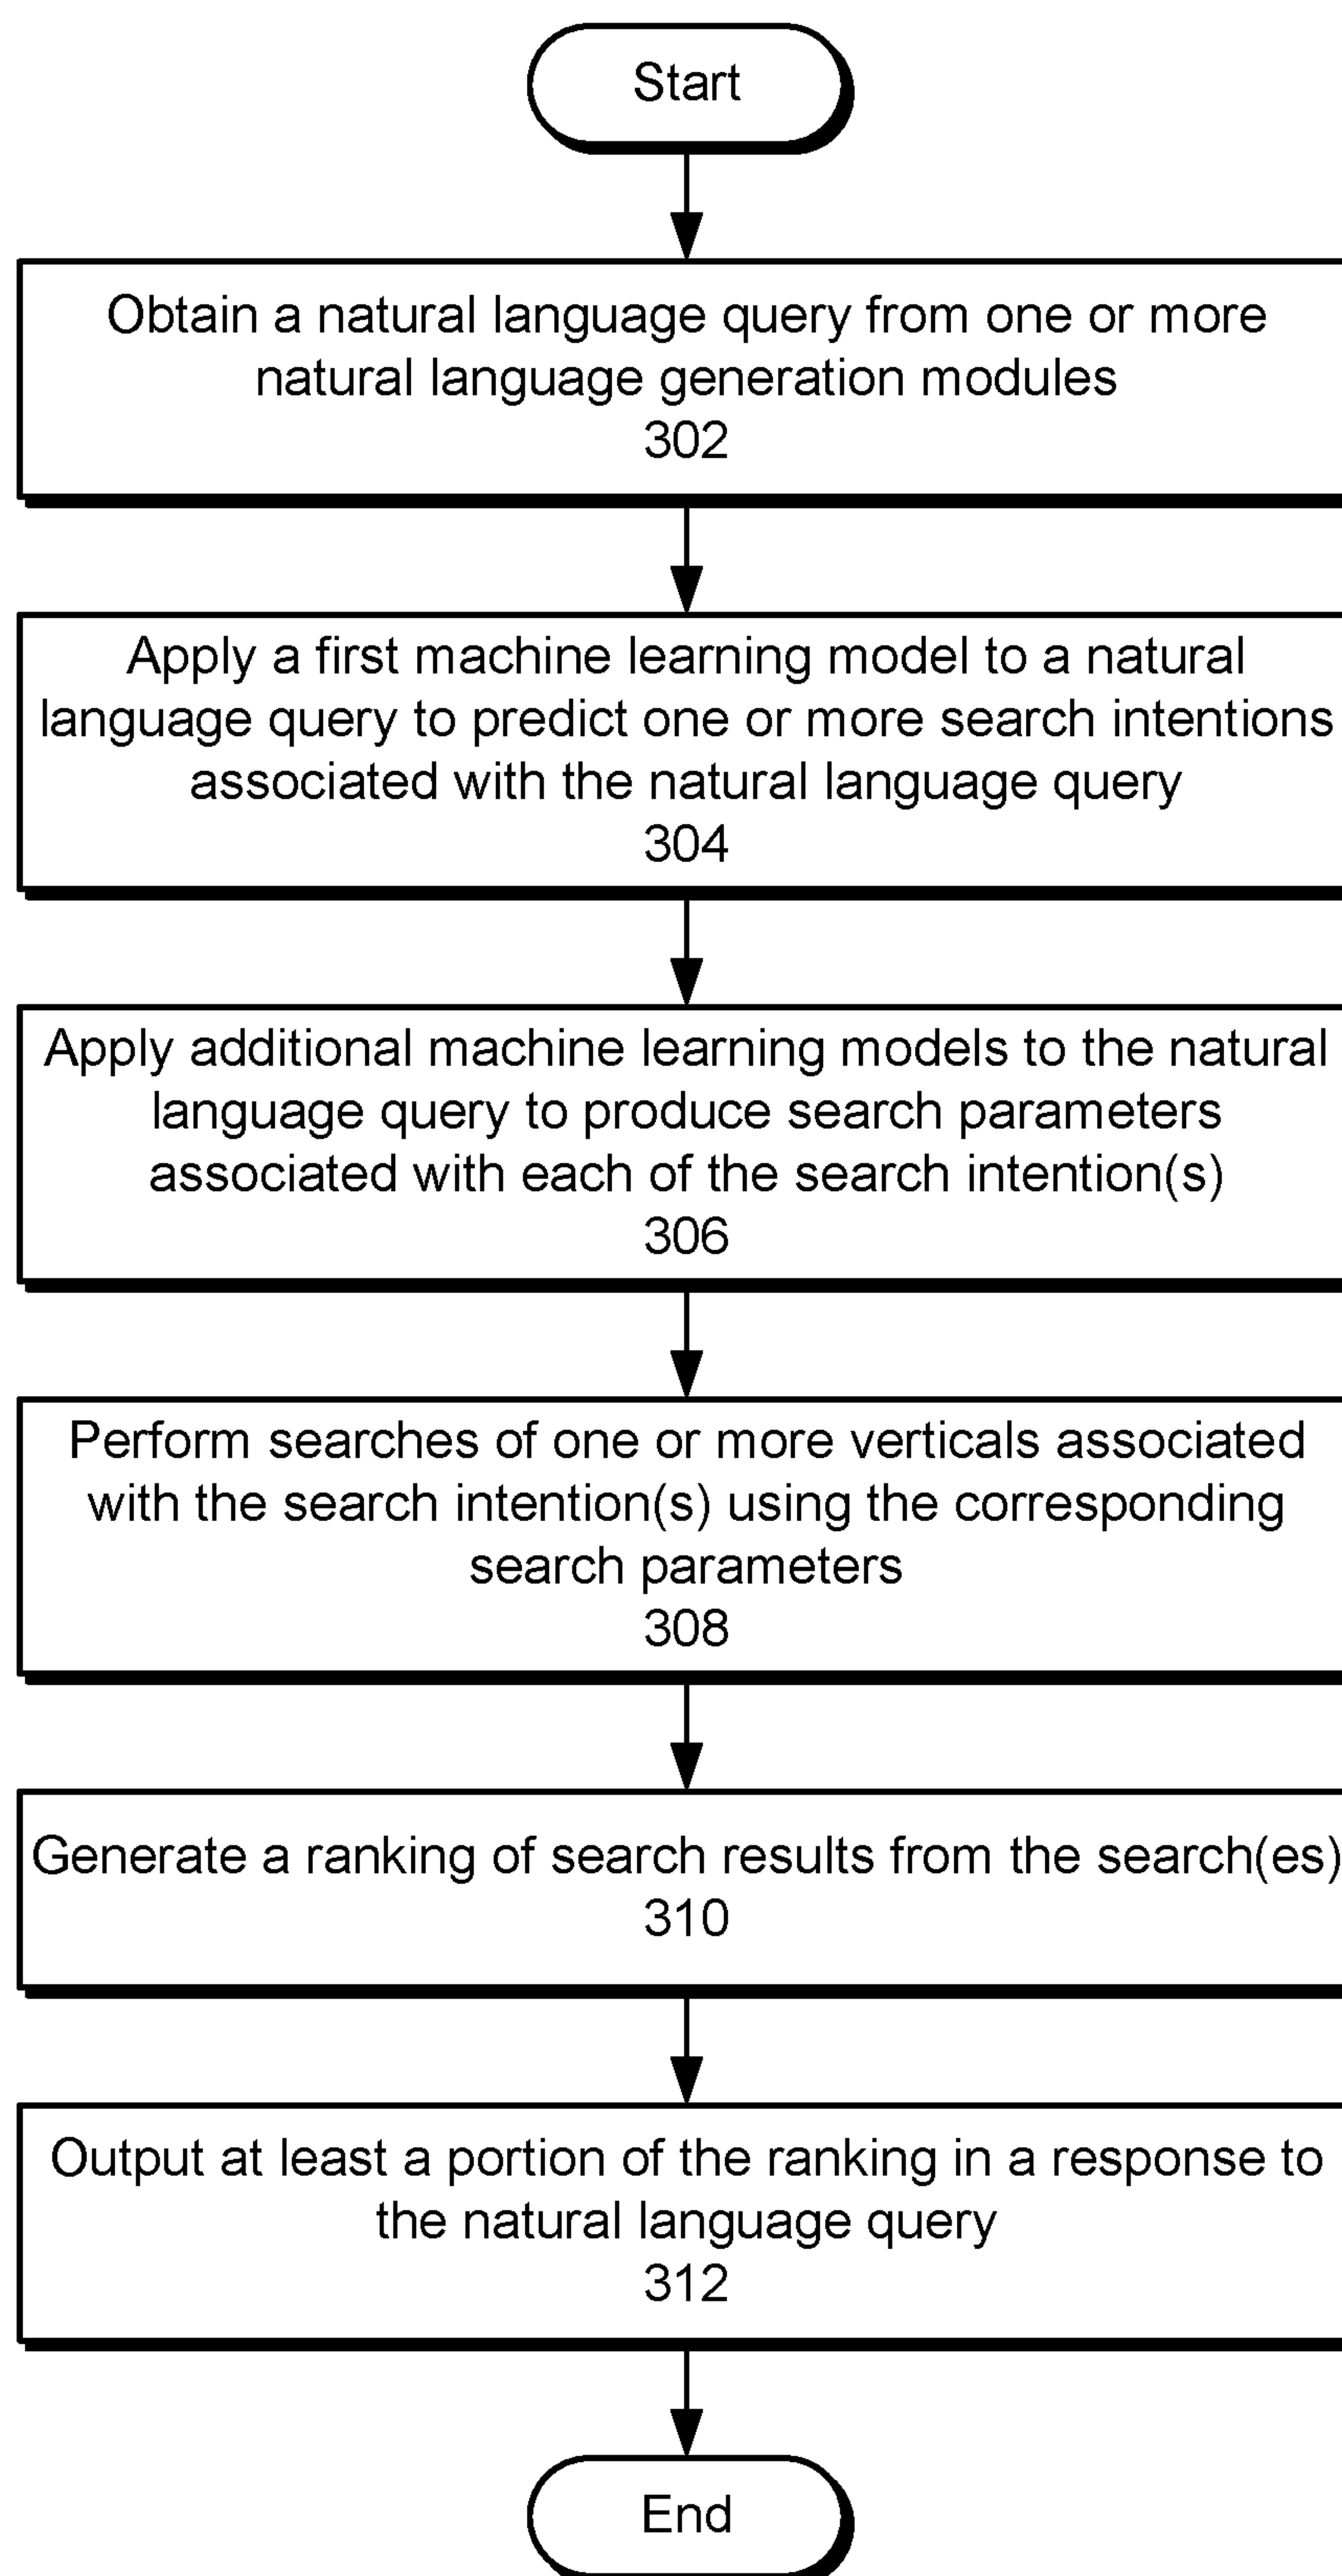 Start
Obtain a natural language query from one or more
natural language generation modules
302
Apply a first machine learning model to a natural
language query to predict one or more search intentions
associated with the natural language query
304
Apply additional machine learning models to the natural
language query to produce search parameters
associated with each of the search intention(s)
306
Perform searches of one or more verticals associated
with the search intention(s) using the corresponding
search parameters
308
Generate a ranking of search results from the search(es)
310
Output at least a portion of the ranking in a response to
the natural language query
312
End